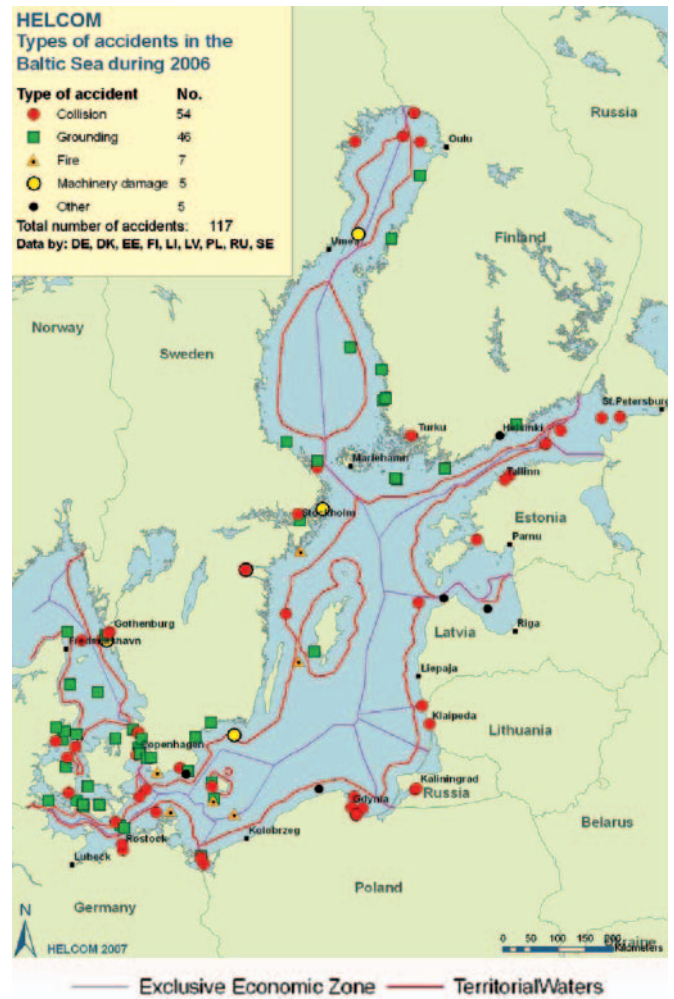 HELCOM
Types of accidents in the
Baltic Sea during 2006
Type of accident No.
Collision 54
Grounding 46
Fire 7
Machinery damage 5
Other 5
Total number of accidents: 117
Data by: DE, DK, EE, FI, LI, LV, PL, RU, SE
Russia
Oulu
Umea
Finland
Norway
Sweden
St.Petersburg
Turku
Helsinki
Mariehamn
Tallinn
Stockholm
Estonia
Parnu
Gothenburg
Frederikshavn
Riga
Latvia
Liepaja
Klaipeda
Lithuania
Copenhagen
Kaliningrad
Russia
Gdynia
Belarus
Kolobrzeg
Rostock
Lubeck
Poland
Germany
N
0 50 100 200
Kilometers
Ukraine
HELCOM 2007
Exclusive Economic Zone TerritorialWaters